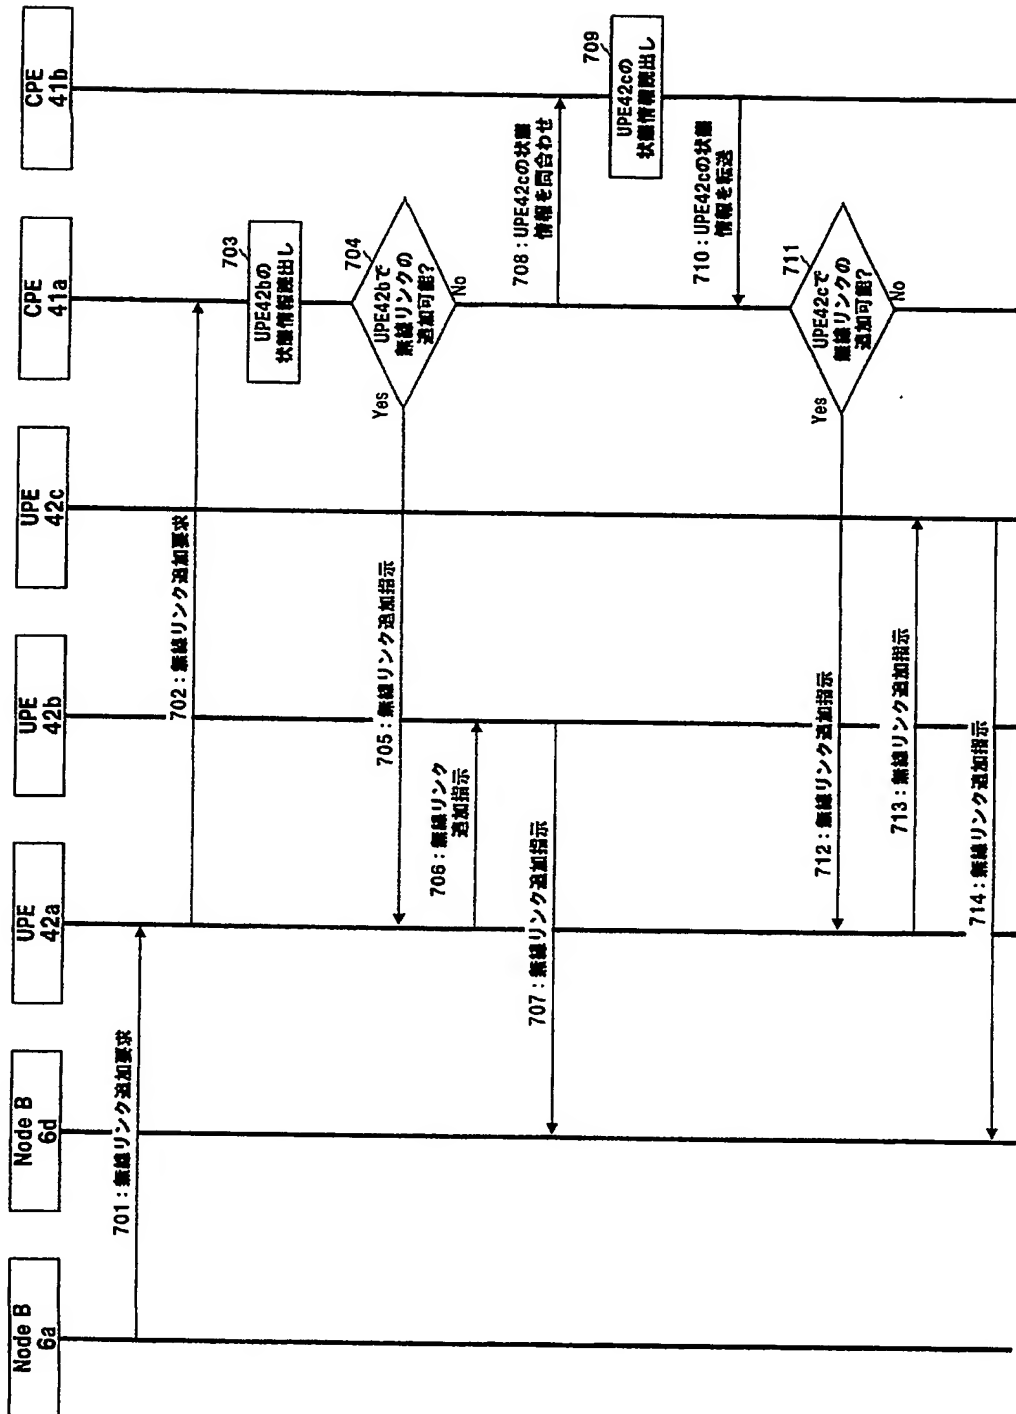 Node B
6a
Node B
6d
UPE
42a
UPE
42b
UPE
42c
CPE
41a
CPE
41b
701：無線リンク追加要求
702：無線リンク追加要求
703
UPE42bの
状態情報読出し
704
UPE42bで
無線リンクの
追加可能?
Yes
No
705：無線リンク追加指示
706：無線リンク
追加指示
707：無線リンク追加指示
708：UPE42cの状態
情報を問合わせ
709
UPE42cの
状態情報読出し
710：UPE42cの状態
情報を転送
711
UPE42cで
無線リンクの
追加可能?
Yes
No
712：無線リンク追加指示
713：無線リンク追加指示
714：無線リンク追加指示